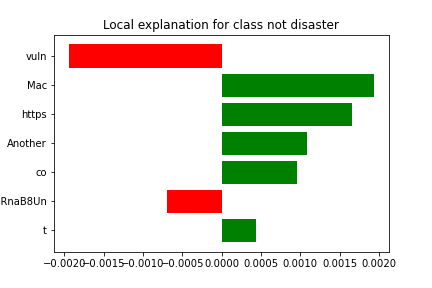 Local explanation for class not disaster
vuln
Mac
https
Another
co
RnaB8Un
t
-0.0020 -0.0015 -0.0010 -0.0005 0.0000 0.0005 0.0010 0.0015 0.0020